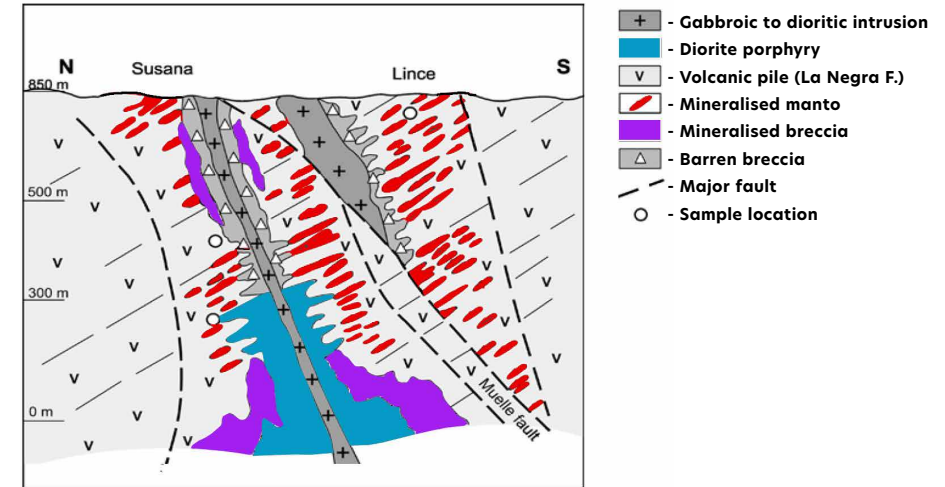 N
Susana
Lince
S
850 m
500 m
300 m
0 m
Muelle fault
- Gabbroic to dioritic intrusion
- Diorite porphyry
- Volcanic pile (La Negra F.)
- Mineralised manto
- Mineralised breccia
- Barren breccia
- Major fault
- Sample location